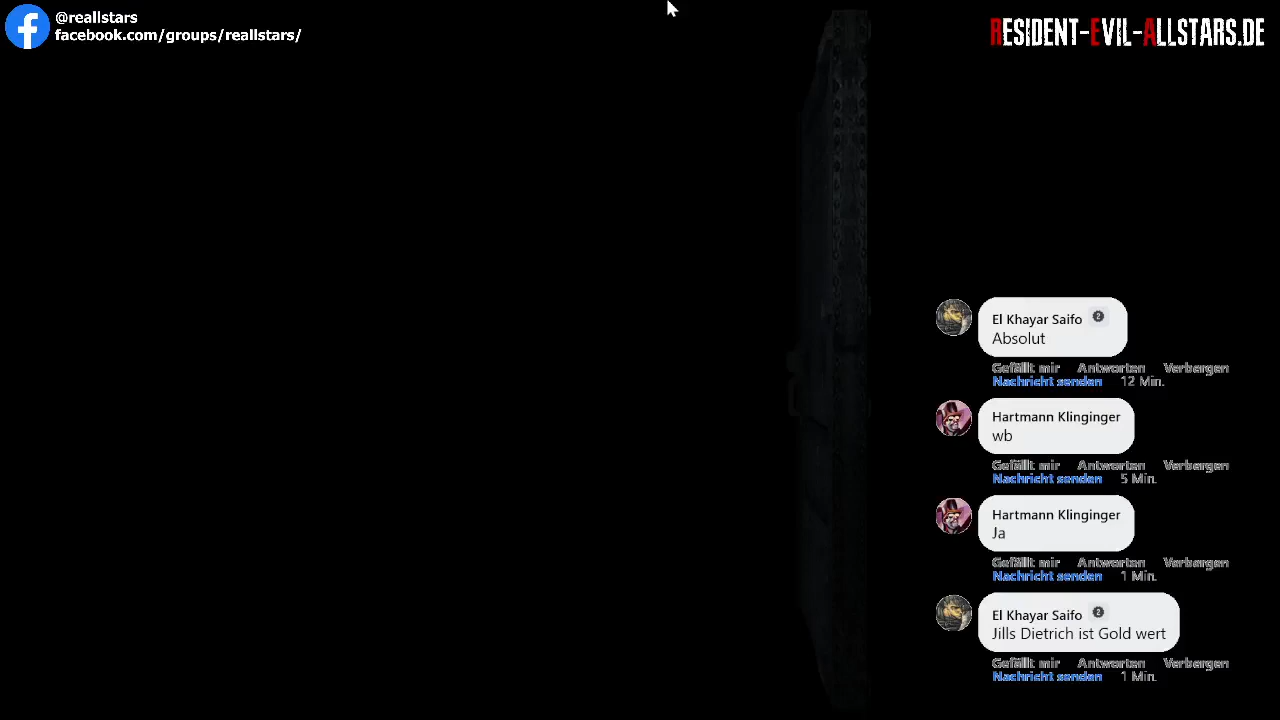 @reallstars
facebook.com/groups/reallstars/
RESIDENT-EVIL-ALLSTARS.DE
El Khayar Saifo 2
Absolut
Gefällt mir Antworten Verbergen
Nachricht senden 12 Min.
Hartmann Klinginger
wb
Gefällt mir Antworten Verbergen
Nachricht senden 5 Min.
Hartmann Klinginger
Ja
Gefällt mir Antworten Verbergen
Nachricht senden 1 Min.
El Khayar Saifo 2
Jills Dietrich ist Gold wert
Gefällt mir Antworten Verbergen
Nachricht senden 1 Min.